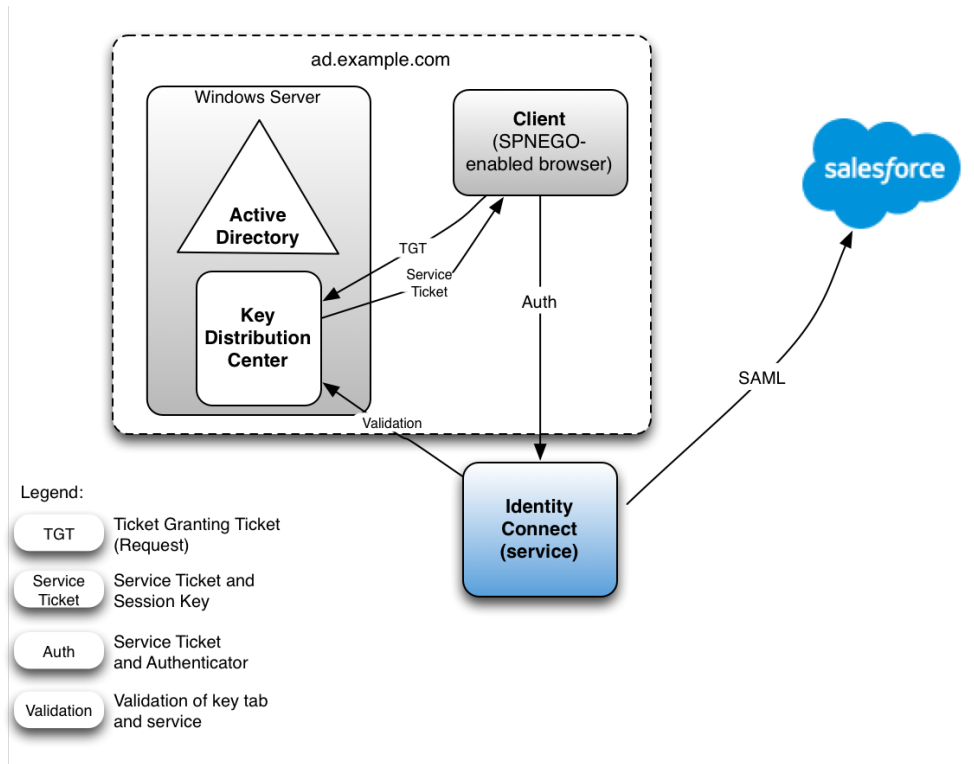 ad.example.com
Windows Server
Active
Directory
Key
Distribution
Center
Client
(SPNEGO-
enabled browser)
TGT
Service
Ticket
Auth
Validation
Identity
Connect
(service)
SAML
salesforce
Legend:
TGT
Ticket Granting Ticket
(Request)
Service
Ticket
Service Ticket and
Session Key
Auth
Service Ticket
and Authenticator
Validation
Validation of key tab
and service